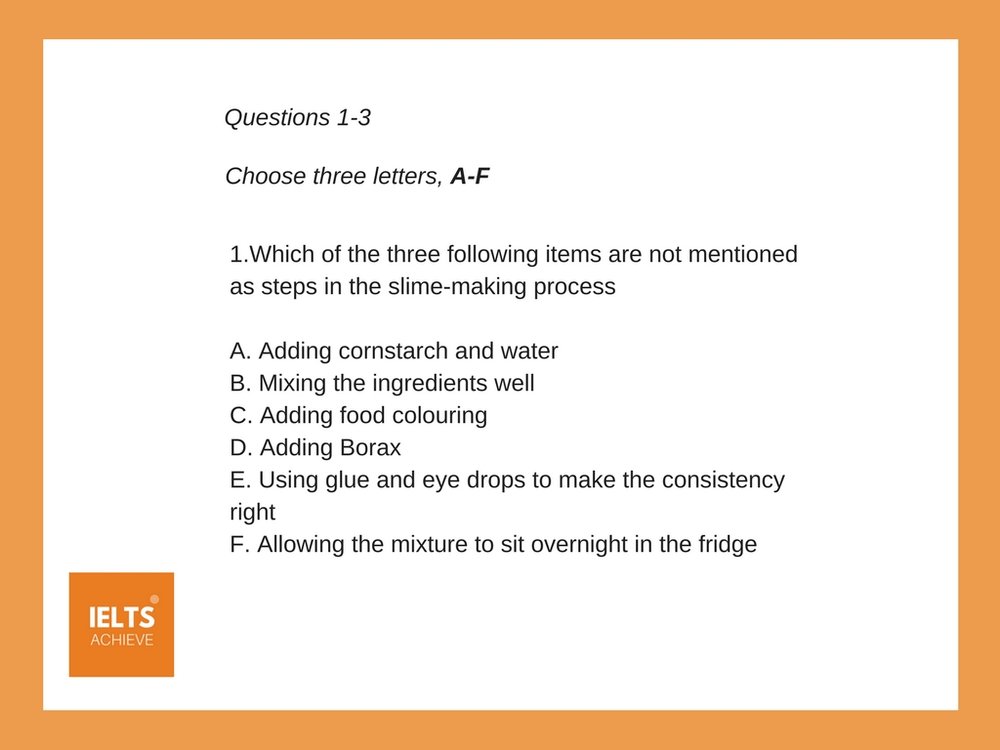 Questions 1-3
Choose three letters, A-F
1.Which of the three following items are not mentioned
as steps in the slime-making process
A. Adding cornstarch and water
B. Mixing the ingredients well
C. Adding food colouring
D. Adding Borax
E. Using glue and eye drops to make the consistency
right
F. Allowing the mixture to sit overnight in the fridge
IELTS
ACHIEVE